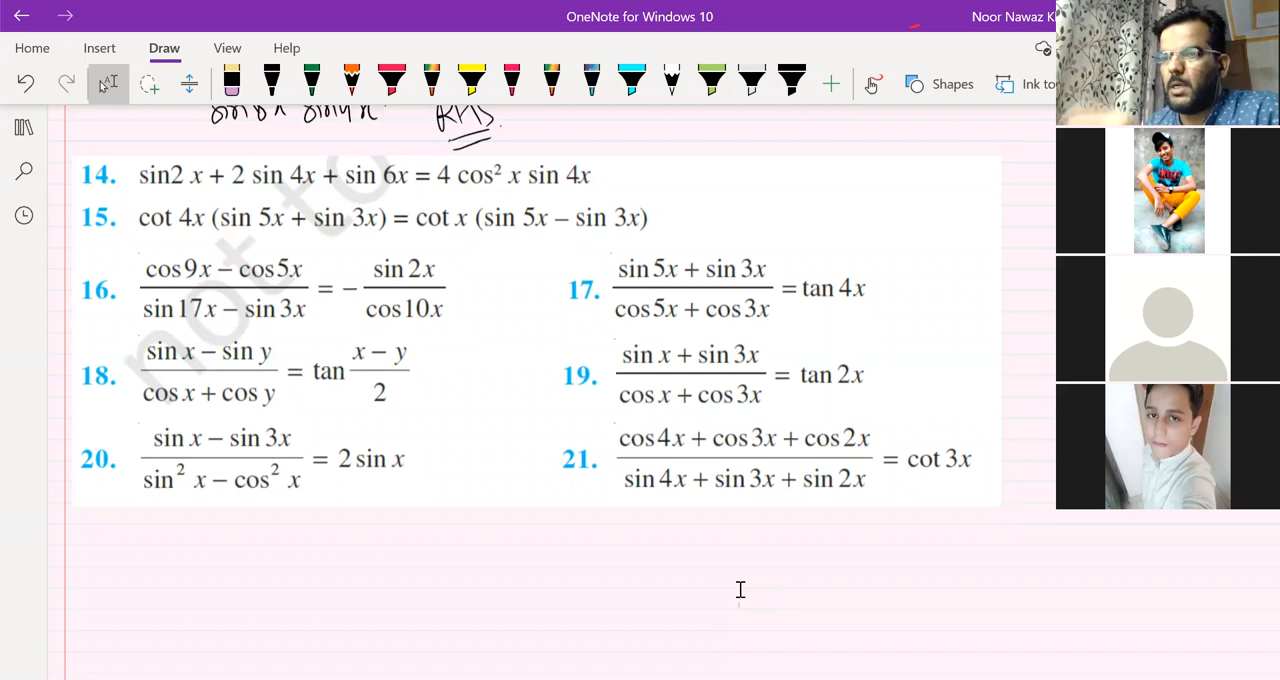 OneNote for Windows 10
Noor Nawaz K
Home Insert Draw View Help
Shapes Ink to
RHS.
14. sin2 x + 2 sin 4x + sin 6x = 4 cos² x sin 4x
15. cot 4x (sin 5x + sin 3x) = cot x (sin 5x – sin 3x)
16. (cos 9x – cos 5x)/(sin 17x – sin 3x) = – sin 2x/cos 10x
17. (sin 5x + sin 3x)/(cos 5x + cos 3x) = tan 4x
18. (sin x – sin y)/(cos x + cos y) = tan (x – y)/2
19. (sin x + sin 3x)/(cos x + cos 3x) = tan 2x
20. (sin x – sin 3x)/(sin² x – cos² x) = 2 sin x
21. (cos 4x + cos 3x + cos 2x)/(sin 4x + sin 3x + sin 2x) = cot 3x
not to